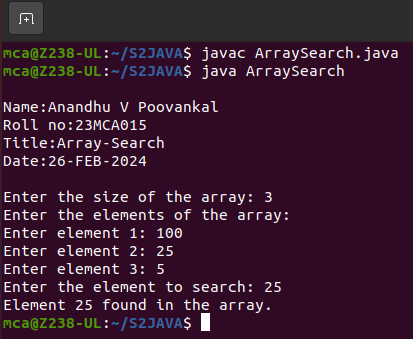 mca@Z238-UL:~/S2JAVA$ javac ArraySearch.java
mca@Z238-UL:~/S2JAVA$ java ArraySearch
Name:Anandhu V Poovankal
Roll no:23MCA015
Title:Array-Search
Date:26-FEB-2024
Enter the size of the array: 3
Enter the elements of the array:
Enter element 1: 100
Enter element 2: 25
Enter element 3: 5
Enter the element to search: 25
Element 25 found in the array.
mca@Z238-UL:~/S2JAVA$